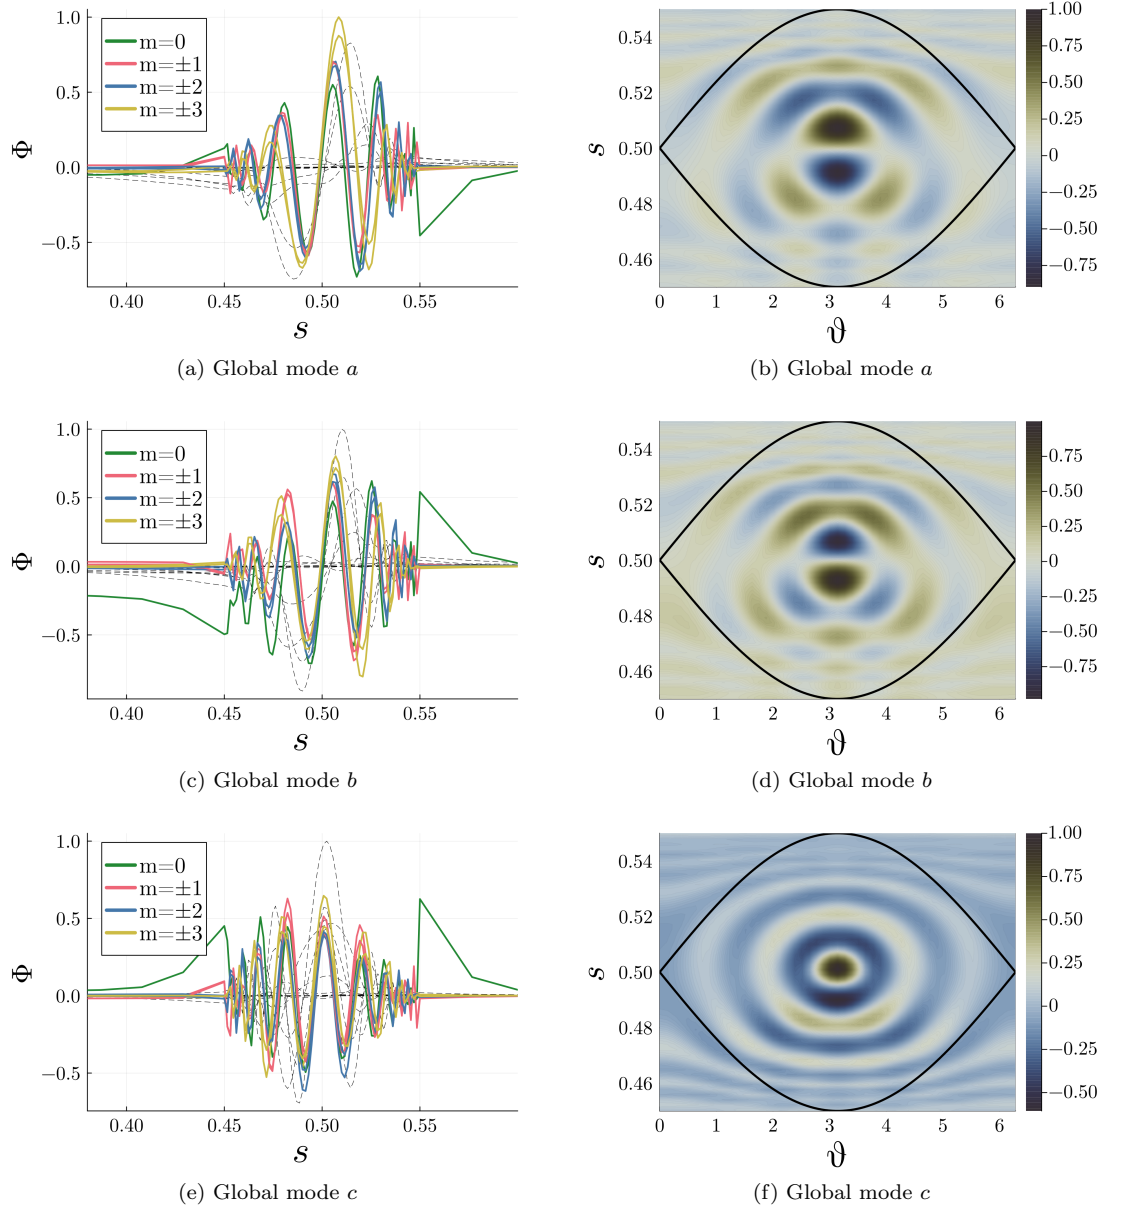 1.0
0.5
0.0
−0.5
Φ
m=0
m=±1
m=±2
m=±3
0.40 0.45 0.50 0.55
s
(a) Global mode a
0.54
0.52
0.50
0.48
0.46
s
0 1 2 3 4 5 6
ϑ
1.00
0.75
0.50
0.25
0
−0.25
−0.50
−0.75
(b) Global mode a
1.0
0.5
0.0
−0.5
Φ
m=0
m=±1
m=±2
m=±3
0.40 0.45 0.50 0.55
s
(c) Global mode b
0.54
0.52
0.50
0.48
0.46
s
0 1 2 3 4 5 6
ϑ
0.75
0.50
0.25
0
−0.25
−0.50
−0.75
(d) Global mode b
1.0
0.5
0.0
−0.5
Φ
m=0
m=±1
m=±2
m=±3
0.40 0.45 0.50 0.55
s
(e) Global mode c
0.54
0.52
0.50
0.48
0.46
s
0 1 2 3 4 5 6
ϑ
1.00
0.75
0.50
0.25
0
−0.25
−0.50
(f) Global mode c